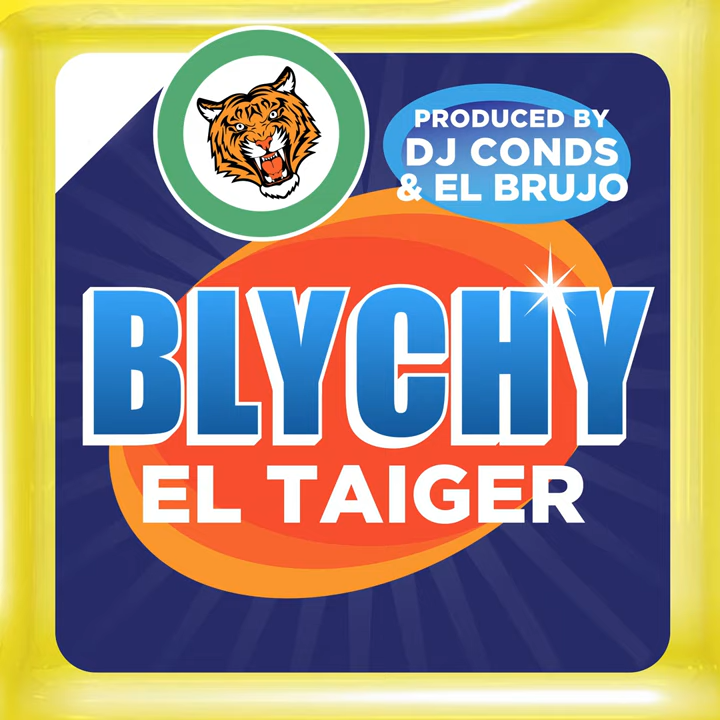 PRODUCED BY
DJ CONDS
& EL BRUJO
BLYCHY
EL TAIGER